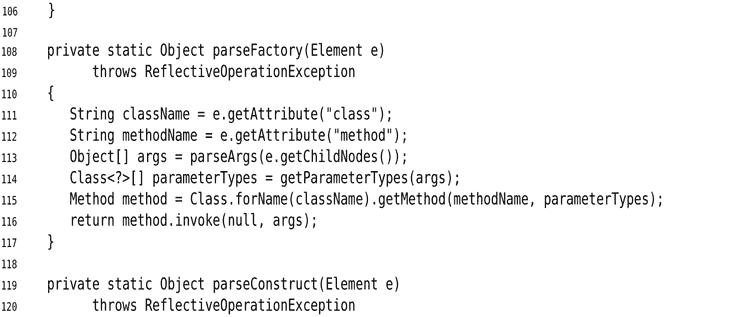 106    }
107
108    private static Object parseFactory(Element e)
109          throws ReflectiveOperationException
110    {
111       String className = e.getAttribute("class");
112       String methodName = e.getAttribute("method");
113       Object[] args = parseArgs(e.getChildNodes());
114       Class<?>[] parameterTypes = getParameterTypes(args);
115       Method method = Class.forName(className).getMethod(methodName, parameterTypes);
116       return method.invoke(null, args);
117    }
118
119    private static Object parseConstruct(Element e)
120          throws ReflectiveOperationException